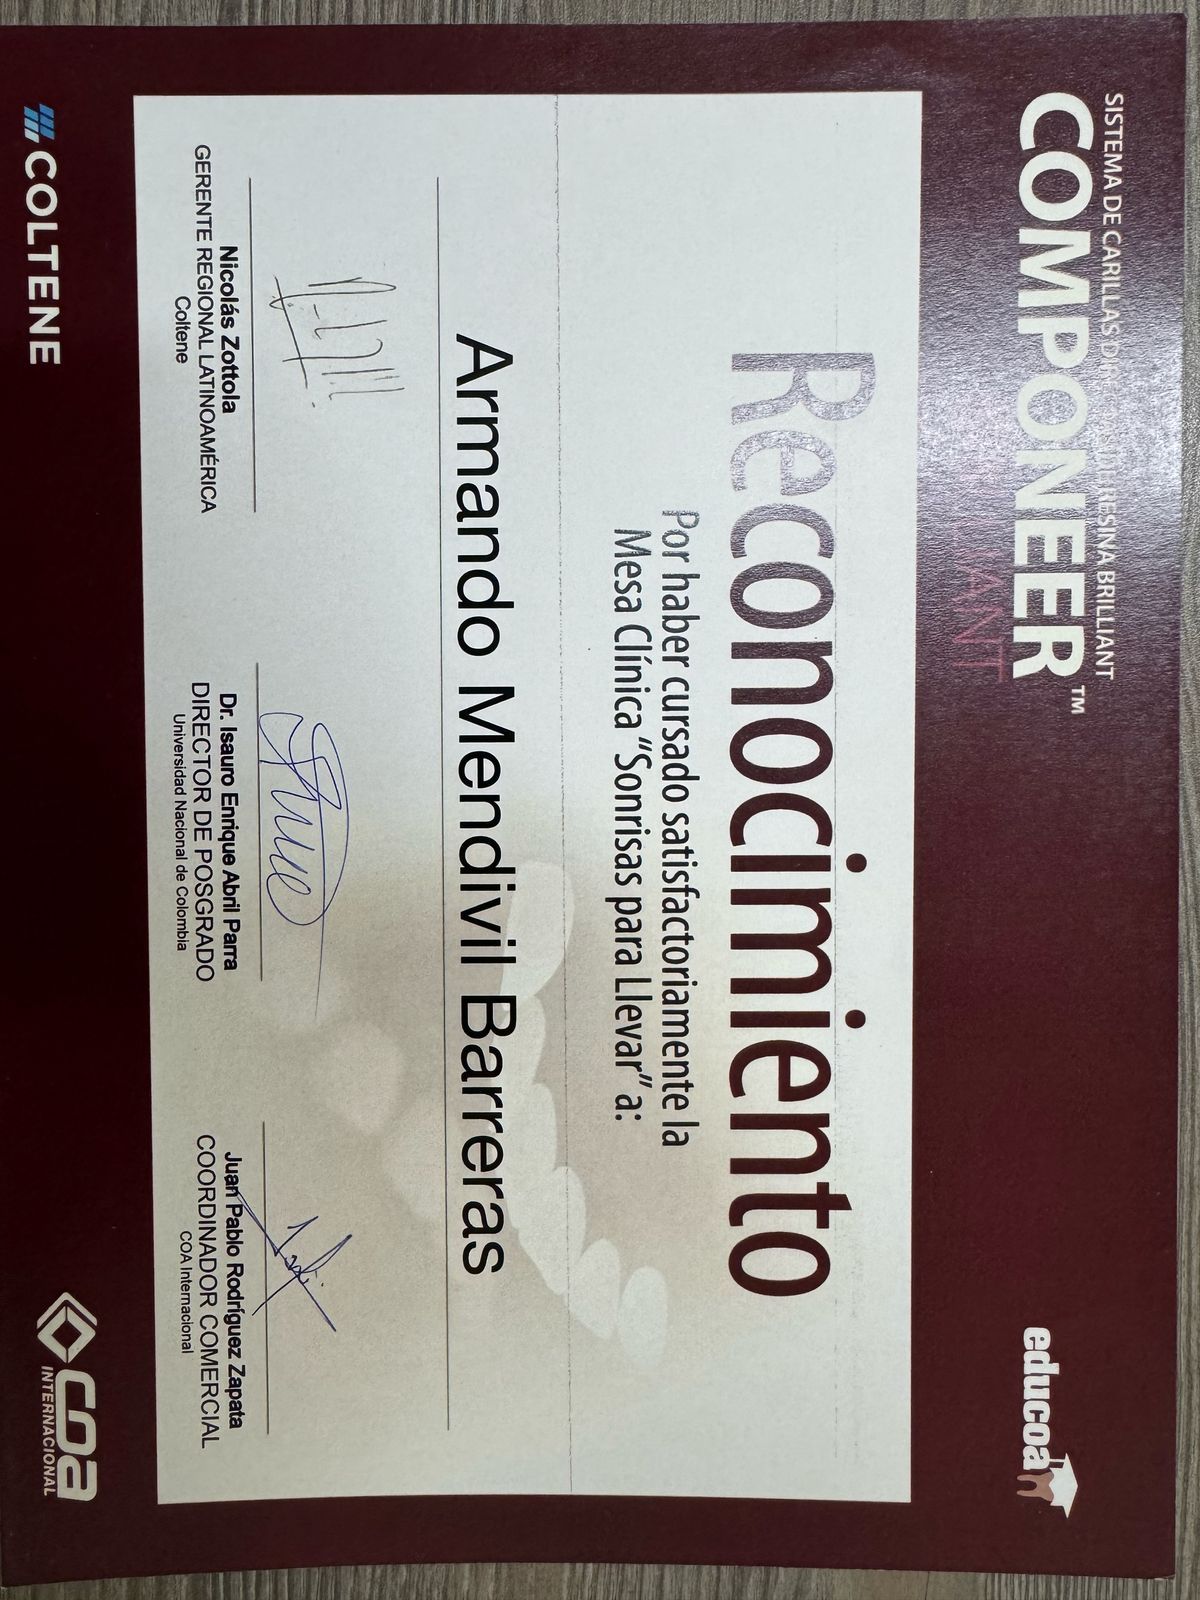 SISTEMA DE CARILLAS DIRECTAS DE RESINA BRILLIANT
COMPONEER™
educoa
Reconocimiento
Por haber cursado satisfactoriamente la
Mesa Clínica "Sonrisas para Llevar" a:
Armando Mendivil Barreras
Nicolás Zottola
GERENTE REGIONAL LATINOAMÉRICA
Coltene
Dr. Isauro Enrique Abril Parra
DIRECTOR DE POSGRADO
Universidad Nacional de Colombia
Juan Pablo Rodríguez Zapata
COORDINADOR COMERCIAL
COA Internacional
COLTENE
COA
INTERNACIONAL